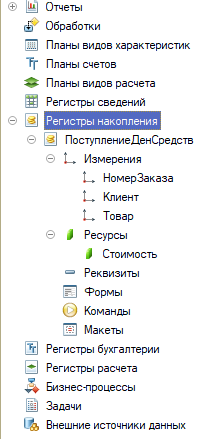 Отчеты
Обработки
Планы видов характеристик
Планы счетов
Планы видов расчета
Регистры сведений
Регистры накопления
ПоступлениеДенСредств
Измерения
НомерЗаказа
Клиент
Товар
Ресурсы
Стоимость
Реквизиты
Формы
Команды
Макеты
Регистры бухгалтерии
Регистры расчета
Бизнес-процессы
Задачи
Внешние источники данных